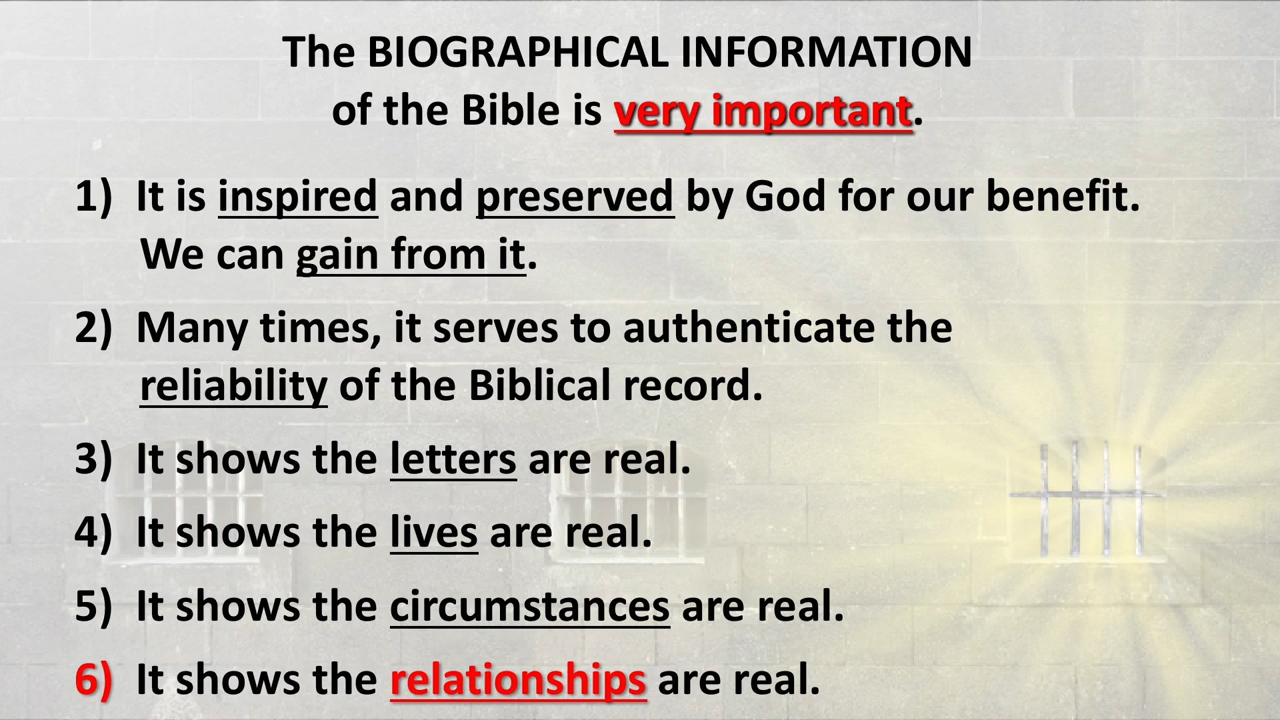 The BIOGRAPHICAL INFORMATION
of the Bible is very important.
1) It is inspired and preserved by God for our benefit.
We can gain from it.
2) Many times, it serves to authenticate the
reliability of the Biblical record.
3) It shows the letters are real.
4) It shows the lives are real.
5) It shows the circumstances are real.
6) It shows the relationships are real.